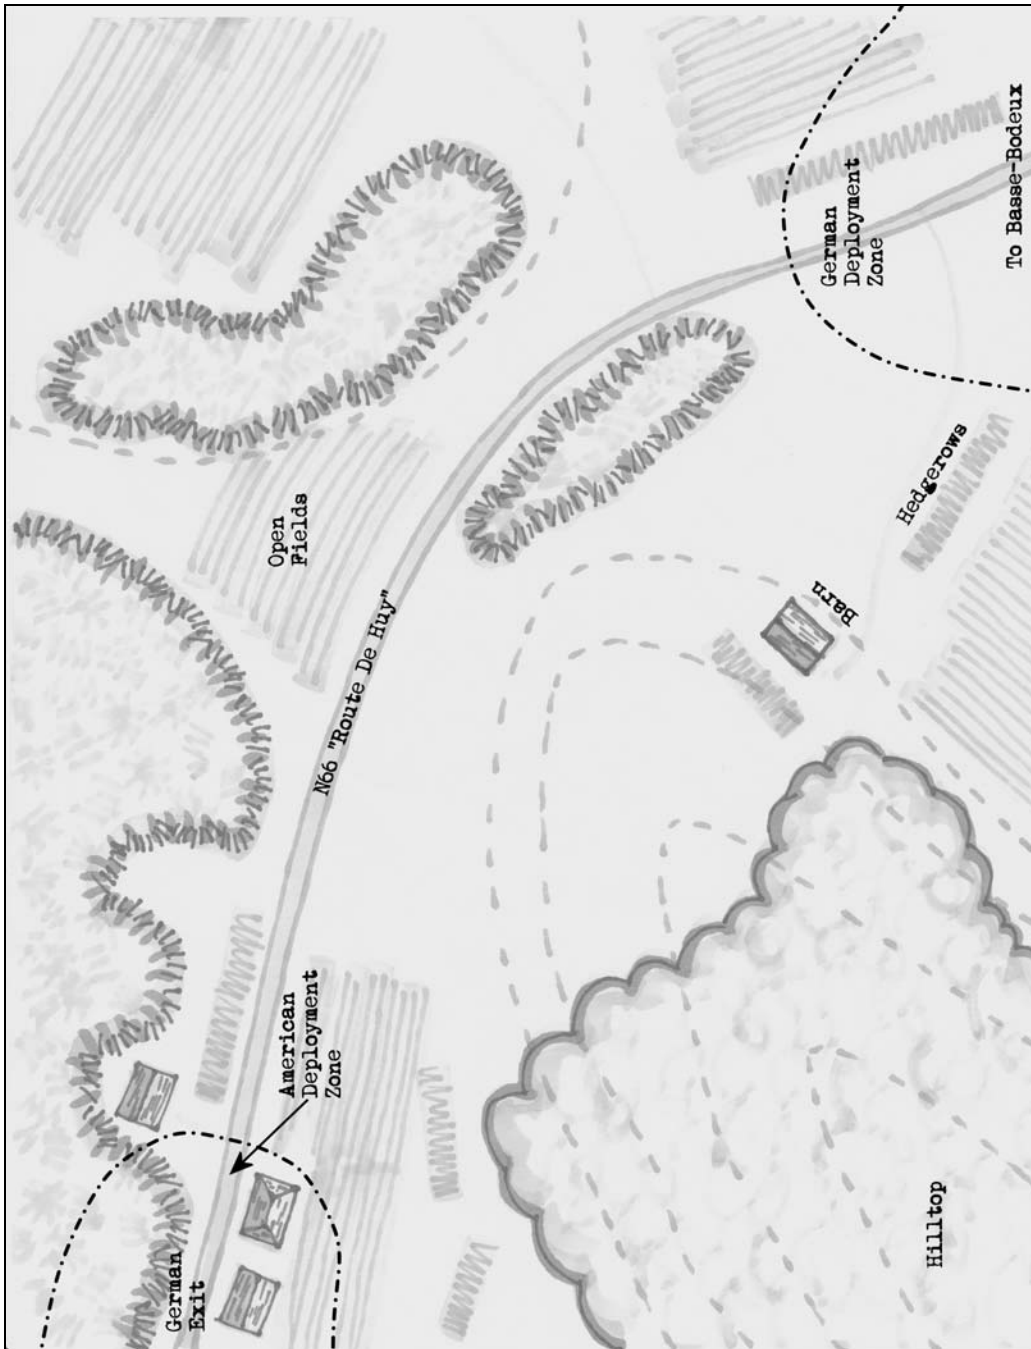 To Basse-Bodeux
German
Deployment
Zone
Hedgerows
Barn
Open
Fields
N66 "Route De Huy"
American
Deployment
Zone
German
Exit
Hilltop